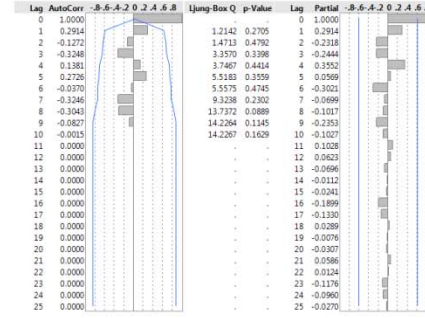 Lag AutoCorr -.8-.6-.4-.2 0 .2 .4 .6 .8 Ljung-Box Q p-Value Lag Partial -.8-.6-.4-.2 0 .2 .4 .6 .8
0 1.0000 . . 0 1.0000
1 0.2914 1.2142 0.2705 1 0.2914
2 -0.1272 1.4713 0.4792 2 -0.2318
3 -0.3248 3.3570 0.3398 3 -0.2444
4 0.1381 3.7467 0.4414 4 0.3552
5 0.2726 5.5183 0.3559 5 0.0569
6 -0.0370 5.5575 0.4745 6 -0.3021
7 -0.3246 9.3238 0.2302 7 -0.0699
8 -0.3043 13.7372 0.0889 8 -0.1017
9 -0.0827 14.2264 0.1145 9 -0.2353
10 -0.0015 14.2267 0.1629 10 -0.1027
11 0.0000 . . 11 0.1028
12 0.0000 . . 12 0.0623
13 0.0000 . . 13 -0.0696
14 0.0000 . . 14 -0.0112
15 0.0000 . . 15 -0.0241
16 0.0000 . . 16 -0.1899
17 0.0000 . . 17 -0.1330
18 0.0000 . . 18 0.0289
19 0.0000 . . 19 -0.0076
20 0.0000 . . 20 -0.0307
21 0.0000 . . 21 0.0586
22 0.0000 . . 22 0.0124
23 0.0000 . . 23 -0.1176
24 0.0000 . . 24 -0.0960
25 0.0000 . . 25 -0.0270